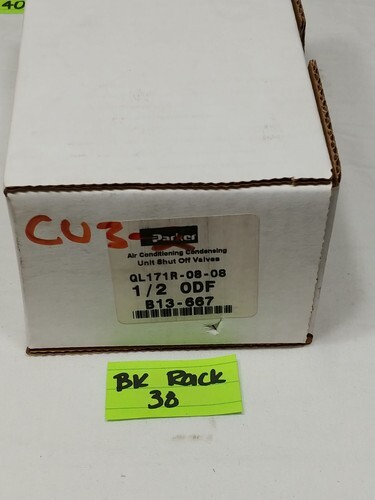 40
CU3-
Parker
Air Conditioning Condensing
Unit Shut Off Valves
QL171R-08-08
1/2 ODF
B13-667
BK Rack
38